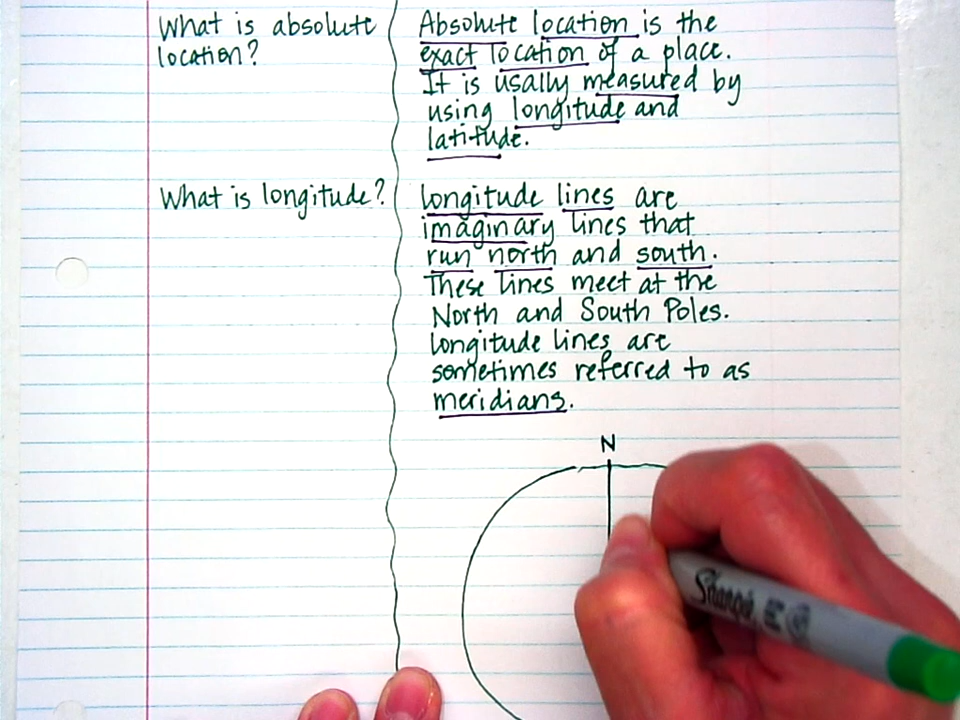 What is absolute
location?
Absolute location is the
exact location of a place.
It is usally measured by
using longitude and
latitude.
What is longitude?
Longitude lines are
imaginary lines that
run north and south.
These lines meet at the
North and South Poles.
Longitude lines are
sometimes referred to as
meridians.
N
Sharpie